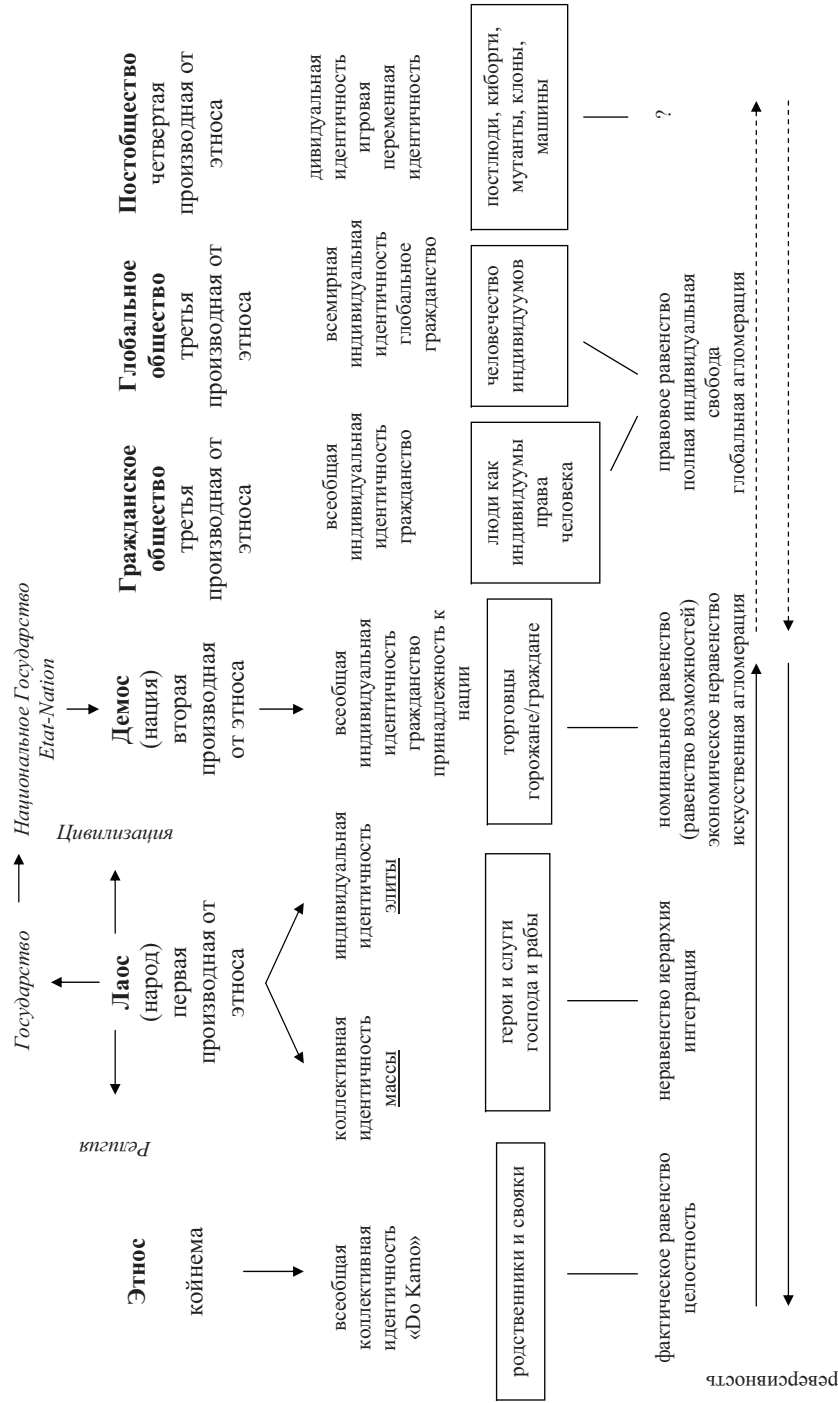 Государство
Национальное Государство
Etat-Nation
Религия
Цивилизация
Этнос
койнема
Лаос
(народ)
первая
производная от
этноса
Демос
(нация)
вторая
производная
от этноса
Гражданское
общество
третья
производная от
этноса
Глобальное
общество
третья
производная от
этноса
Постобщество
четвертая
производная от
этноса
всеобщая
коллективная
идентичность
«Do Kamo»
коллективная
идентичность
массы
индивидуальная
идентичность
элиты
всеобщая
индивидуальная
идентичность
гражданство
принадлежность к
нации
всеобщая
индивидуальная
идентичность
гражданство
всемирная
индивидуальная
идентичность
глобальное
гражданство
дивидуальная
идентичность
игровая
переменная
идентичность
родственники и свояки
герои и слуги
господа и рабы
торговцы
горожане/граждане
люди как
индивидуумы
права
человека
человечество
индивидуумов
постлюди, киборги,
мутанты, клоны,
машины
фактическое равенство
целостность
неравенство иерархия
интеграция
номинальное равенство
(равенство возможностей)
экономическое неравенство
искусственная агломерация
правовое равенство
полная индивидуальная
свобода
глобальная агломерация
?
реверсивность